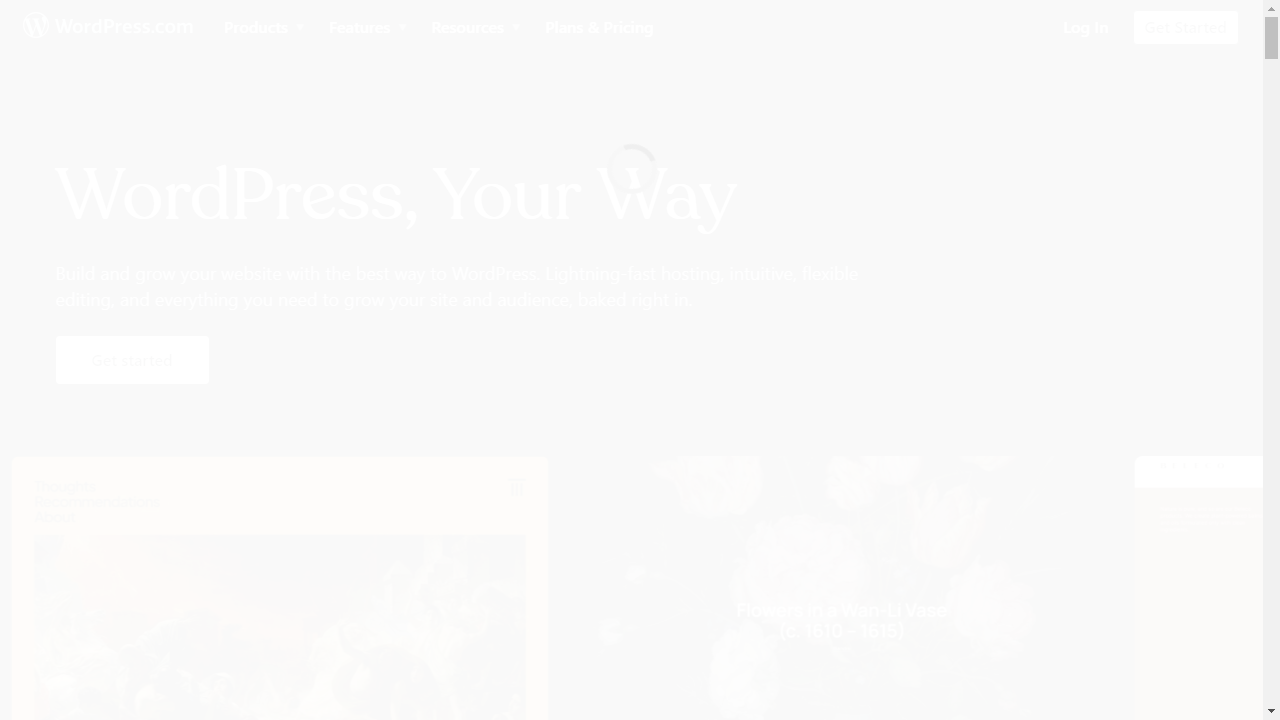 WordPress.com Products Features Resources Plans & Pricing Log In Get Started
WordPress, Your Way
Build and grow your website with the best way to WordPress. Lightning-fast hosting, intuitive, flexible
editing, and everything you need to grow your site and audience, baked right in.
Get started
Flowers in a Wan-Li Vase
(c. 1610 - 1615)